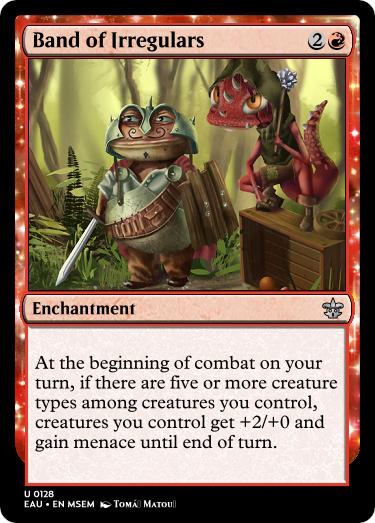 Band of Irregulars 2
Enchantment
At the beginning of combat on your
turn, if there are five or more creature
types among creatures you control,
creatures you control get +2/+0 and
gain menace until end of turn.
U 0128
EAU • EN MSEM